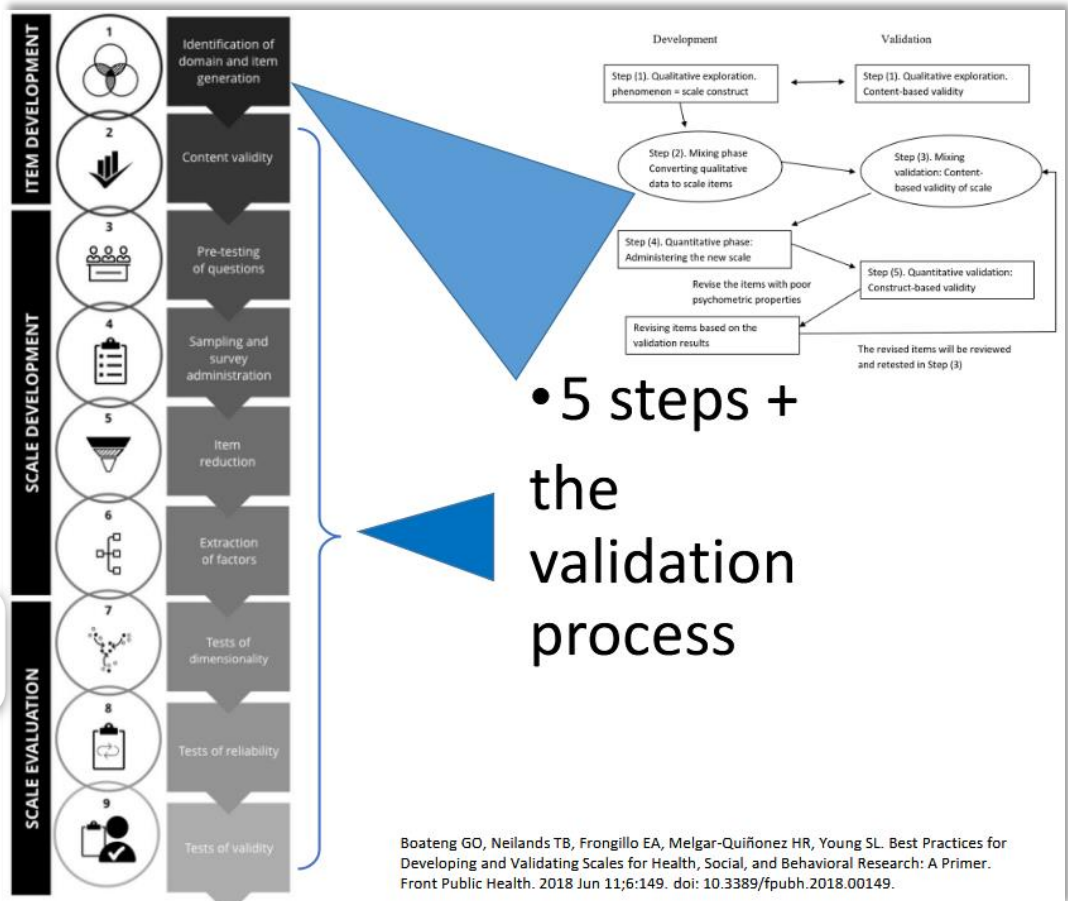 ITEM DEVELOPMENT
1
Identification of
domain and item
generation
2
Content validity
SCALE DEVELOPMENT
3
Pre-testing
of questions
4
Sampling and
survey
administration
5
Item
reduction
6
Extraction
of factors
SCALE EVALUATION
7
Tests of
dimensionality
8
Tests of reliability
9
Tests of validity
Development
Validation
Step (1). Qualitative exploration.
phenomenon = scale construct
Step (1). Qualitative exploration.
Content-based validity
Step (2). Mixing phase
Converting qualitative
data to scale items
Step (3). Mixing
validation: Content-
based validity of scale
Step (4). Quantitative phase:
Administering the new scale
Step (5). Quantitative validation:
Construct-based validity
Revise the items with poor
psychometric properties
Revising items based on the
validation results
The revised items will be reviewed
and retested in Step (3)
•5 steps +
the
validation
process
Boateng GO, Neilands TB, Frongillo EA, Melgar-Quiñonez HR, Young SL. Best Practices for
Developing and Validating Scales for Health, Social, and Behavioral Research: A Primer.
Front Public Health. 2018 Jun 11;6:149. doi: 10.3389/fpubh.2018.00149.